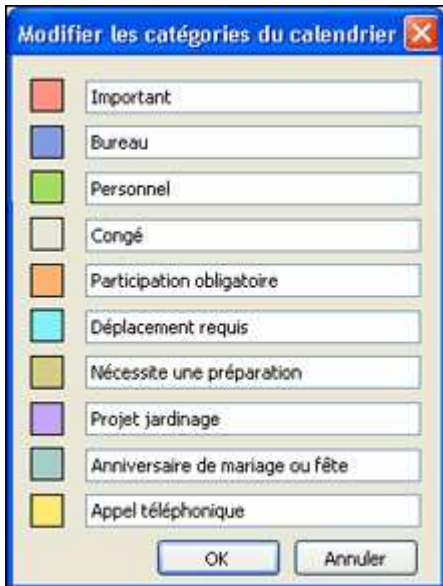 Modifier les catégories du calendrier
Important
Bureau
Personnel
Congé
Participation obligatoire
Déplacement requis
Nécessite une préparation
Projet jardinage
Anniversaire de mariage ou fête
Appel téléphonique
OK
Annuler